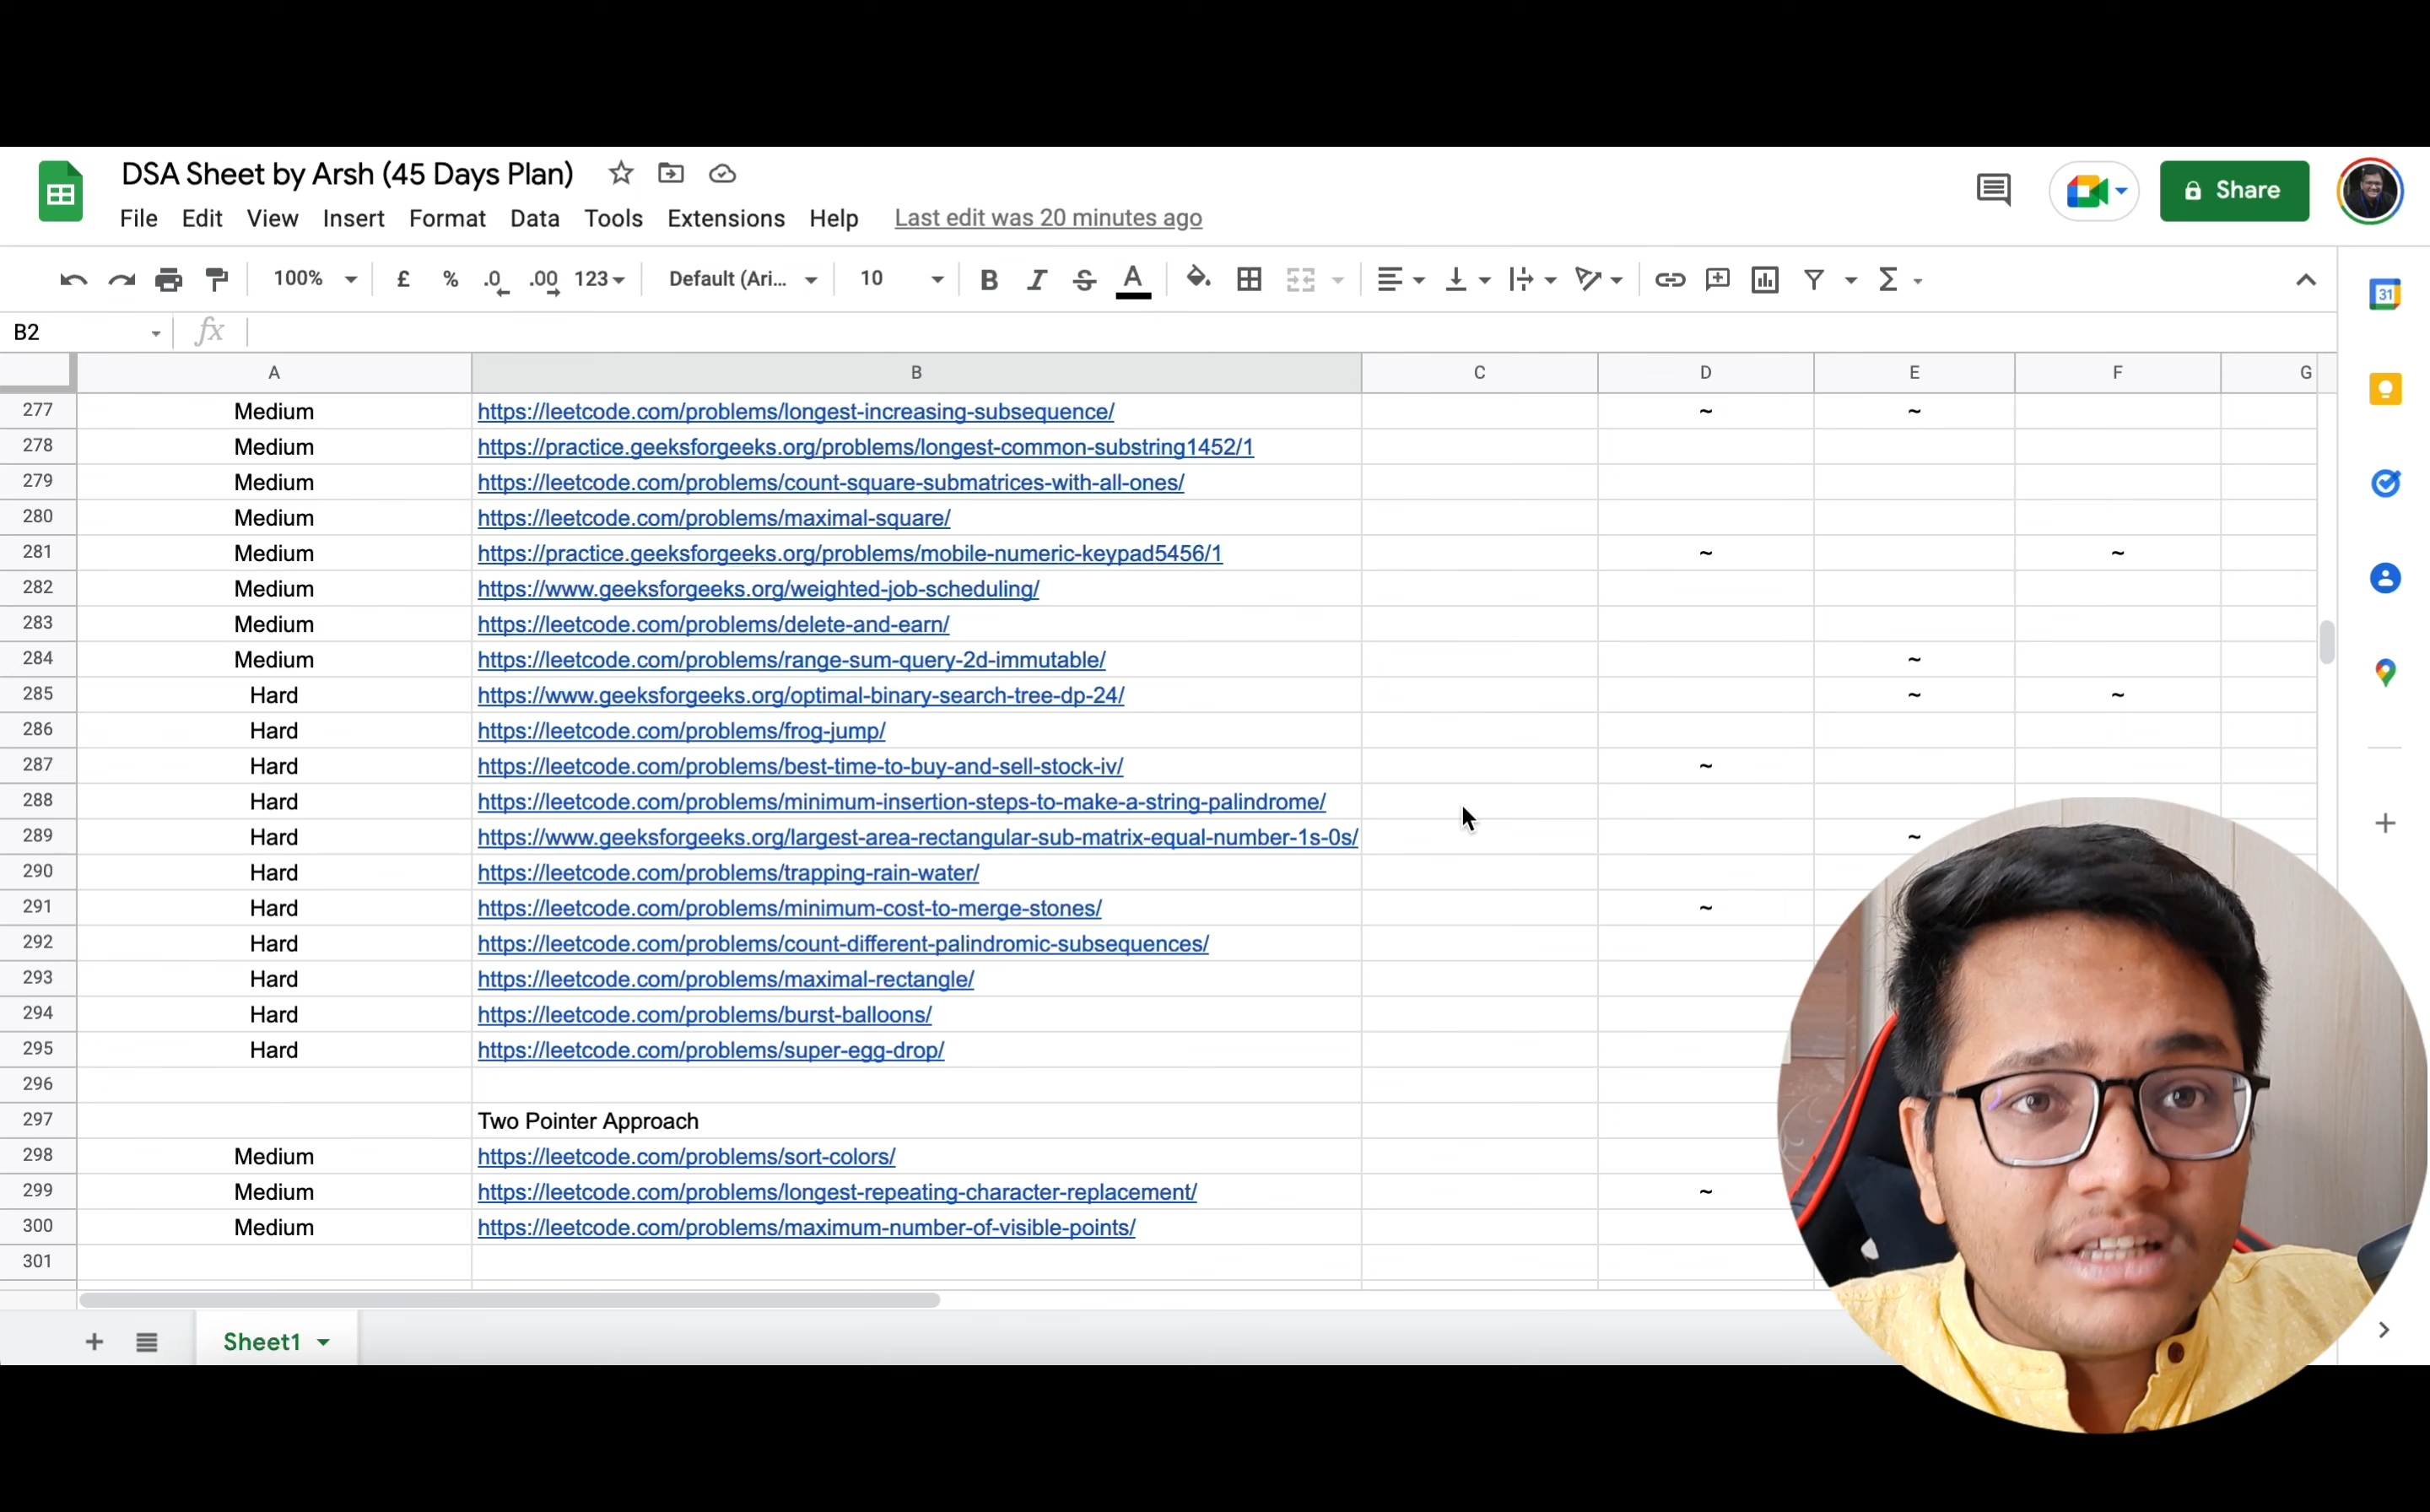 DSA Sheet by Arsh (45 Days Plan)
Share
File Edit View Insert Format Data Tools Extensions Help Last edit was 20 minutes ago
100% £ % .0 .00 123 Default (Ari... 10 B I S A Σ
31
B2 fx
A B C D E F G
277 Medium https://leetcode.com/problems/longest-increasing-subsequence/ ~ ~
278 Medium https://practice.geeksforgeeks.org/problems/longest-common-substring1452/1
279 Medium https://leetcode.com/problems/count-square-submatrices-with-all-ones/
280 Medium https://leetcode.com/problems/maximal-square/
281 Medium https://practice.geeksforgeeks.org/problems/mobile-numeric-keypad5456/1 ~ ~
282 Medium https://www.geeksforgeeks.org/weighted-job-scheduling/
283 Medium https://leetcode.com/problems/delete-and-earn/
284 Medium https://leetcode.com/problems/range-sum-query-2d-immutable/ ~
285 Hard https://www.geeksforgeeks.org/optimal-binary-search-tree-dp-24/ ~ ~
286 Hard https://leetcode.com/problems/frog-jump/
287 Hard https://leetcode.com/problems/best-time-to-buy-and-sell-stock-iv/ ~
288 Hard https://leetcode.com/problems/minimum-insertion-steps-to-make-a-string-palindrome/
289 Hard https://www.geeksforgeeks.org/largest-area-rectangular-sub-matrix-equal-number-1s-0s/ ~
290 Hard https://leetcode.com/problems/trapping-rain-water/
291 Hard https://leetcode.com/problems/minimum-cost-to-merge-stones/ ~
292 Hard https://leetcode.com/problems/count-different-palindromic-subsequences/
293 Hard https://leetcode.com/problems/maximal-rectangle/
294 Hard https://leetcode.com/problems/burst-balloons/
295 Hard https://leetcode.com/problems/super-egg-drop/
296
297 Two Pointer Approach
298 Medium https://leetcode.com/problems/sort-colors/
299 Medium https://leetcode.com/problems/longest-repeating-character-replacement/ ~
300 Medium https://leetcode.com/problems/maximum-number-of-visible-points/
301
Sheet1